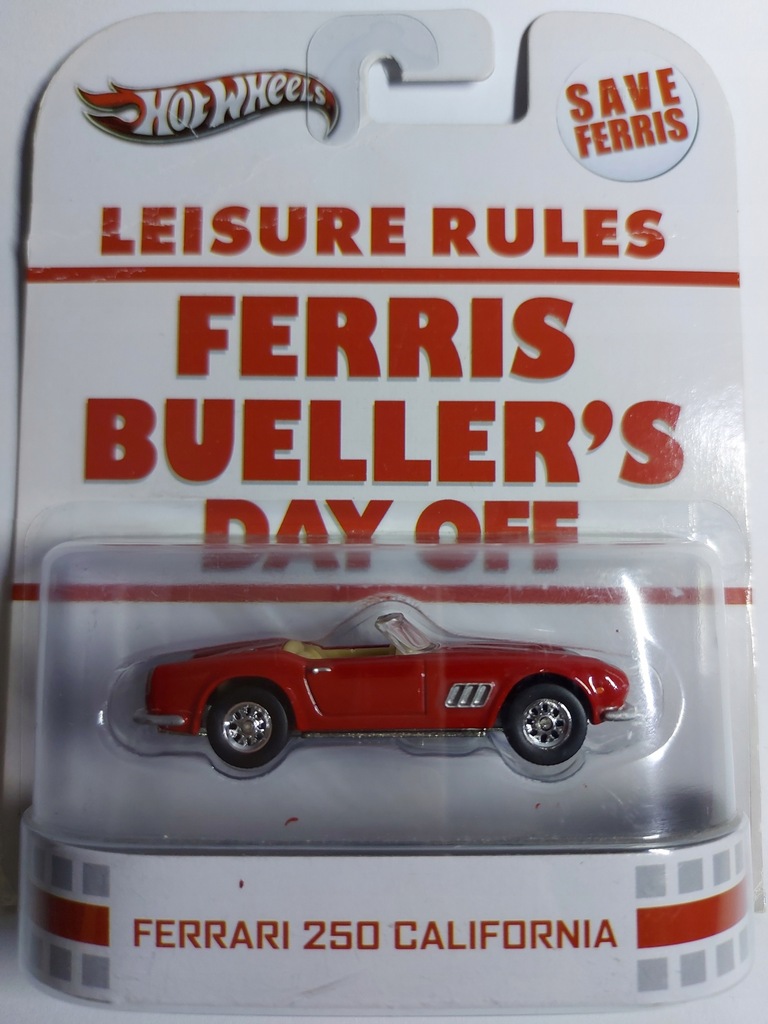 HOT WHEELS
SAVE
FERRIS
LEISURE RULES
FERRIS
BUELLER'S
DAY OFF
FERRARI 250 CALIFORNIA